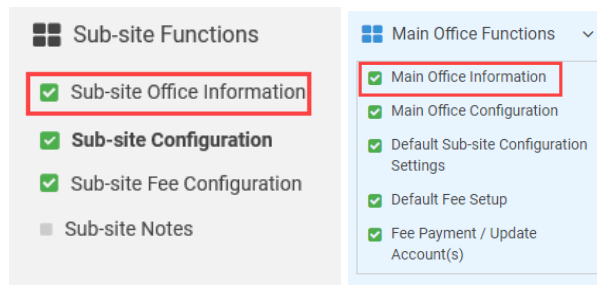 Sub-site Functions
Sub-site Office Information
Sub-site Configuration
Sub-site Fee Configuration
Sub-site Notes
Main Office Functions
Main Office Information
Main Office Configuration
Default Sub-site Configuration
Settings
Default Fee Setup
Fee Payment / Update
Account(s)